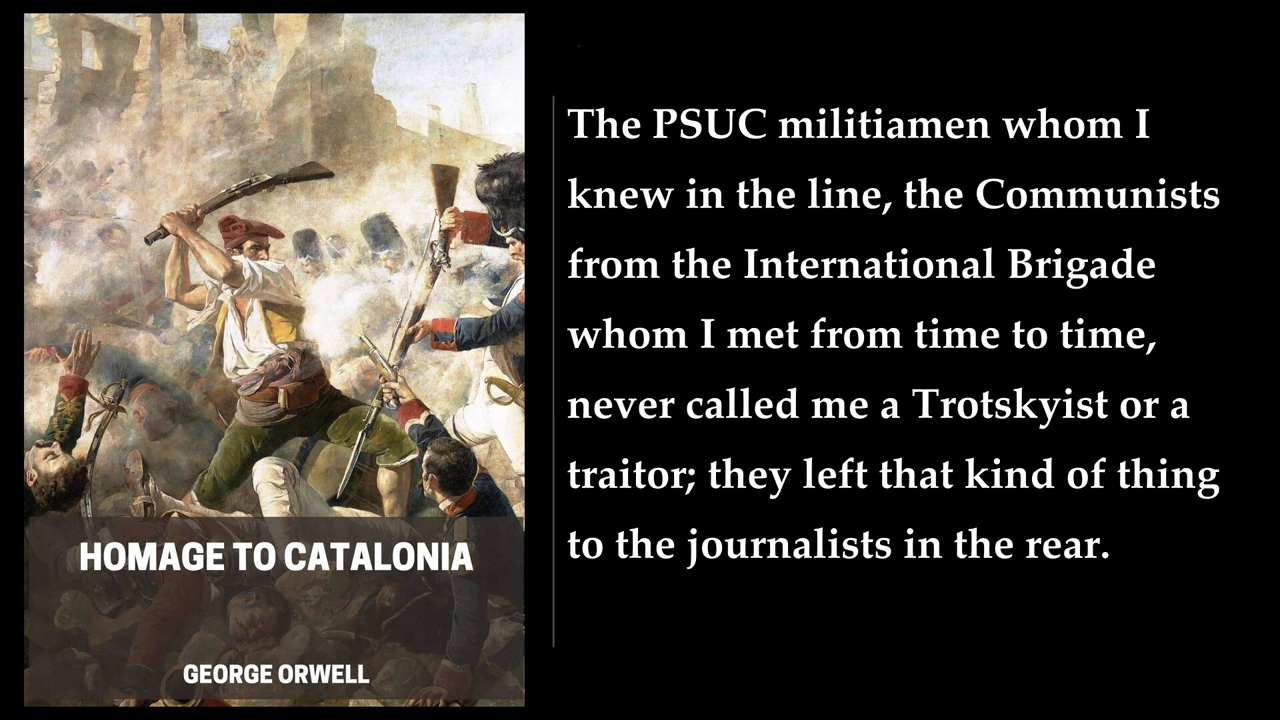 HOMAGE TO CATALONIA
GEORGE ORWELL
The PSUC militiamen whom I
knew in the line, the Communists
from the International Brigade
whom I met from time to time,
never called me a Trotskyist or a
traitor; they left that kind of thing
to the journalists in the rear.